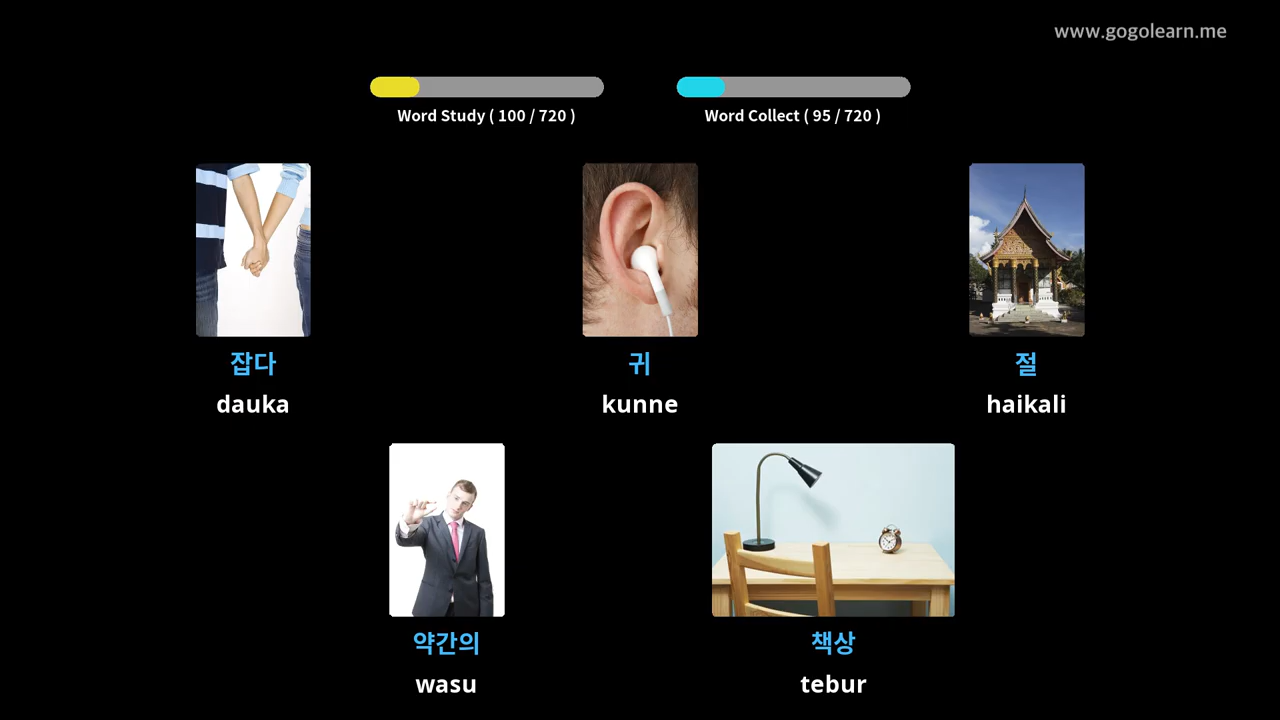 www.gogolearn.me
Word Study ( 100 / 720 )
Word Collect ( 95 / 720 )
잡다
귀
절
dauka
kunne
haikali
약간의
책상
wasu
tebur